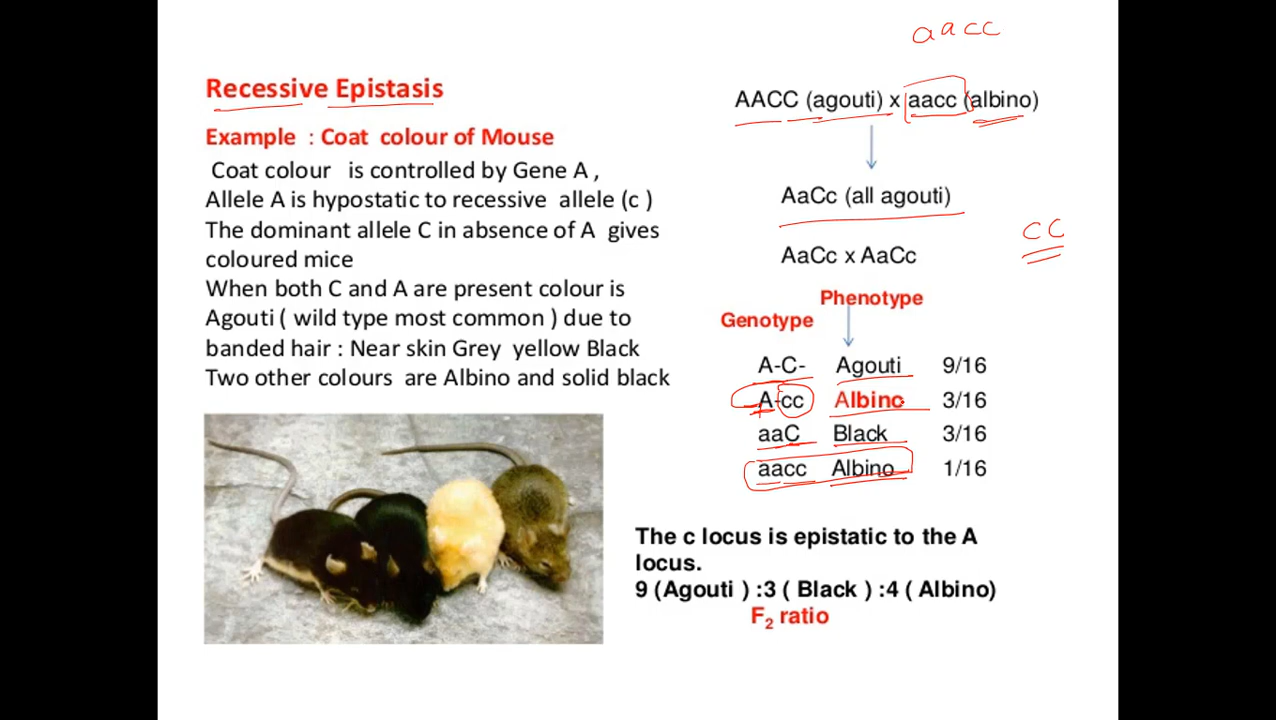 aacc
Recessive Epistasis
AACC (agouti) x aacc (albino)
Example : Coat colour of Mouse
Coat colour is controlled by Gene A ,
Allele A is hypostatic to recessive allele (c )
The dominant allele C in absence of A gives
coloured mice
When both C and A are present colour is
Agouti ( wild type most common ) due to
banded hair : Near skin Grey yellow Black
Two other colours are Albino and solid black
AaCc (all agouti)
cc
AaCc x AaCc
Phenotype
Genotype
A-C- Agouti 9/16
A-cc Albino 3/16
aaC Black 3/16
aacc Albino 1/16
The c locus is epistatic to the A
locus.
9 (Agouti ) :3 ( Black ) :4 ( Albino)
F2 ratio